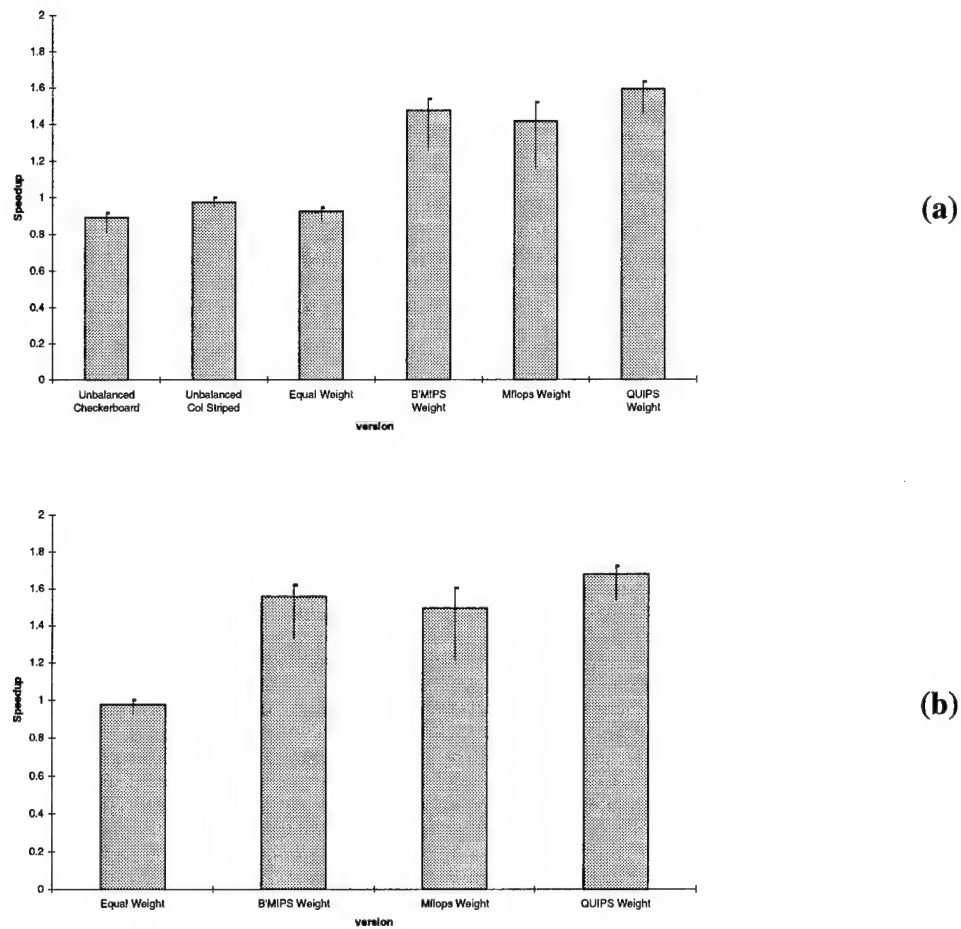 2
1.8
1.6
1.4
1.2
1
0.8
0.6
0.4
0.2
0
Speedup
Unbalanced Checkerboard
Unbalanced Col Striped
Equal Weight
B'MIPS Weight
Mflops Weight
QUIPS Weight
version
(a)
2
1.8
1.6
1.4
1.2
1
0.8
0.6
0.4
0.2
0
Speedup
Equal Weight
B'MIPS Weight
Mflops Weight
QUIPS Weight
version
(b)